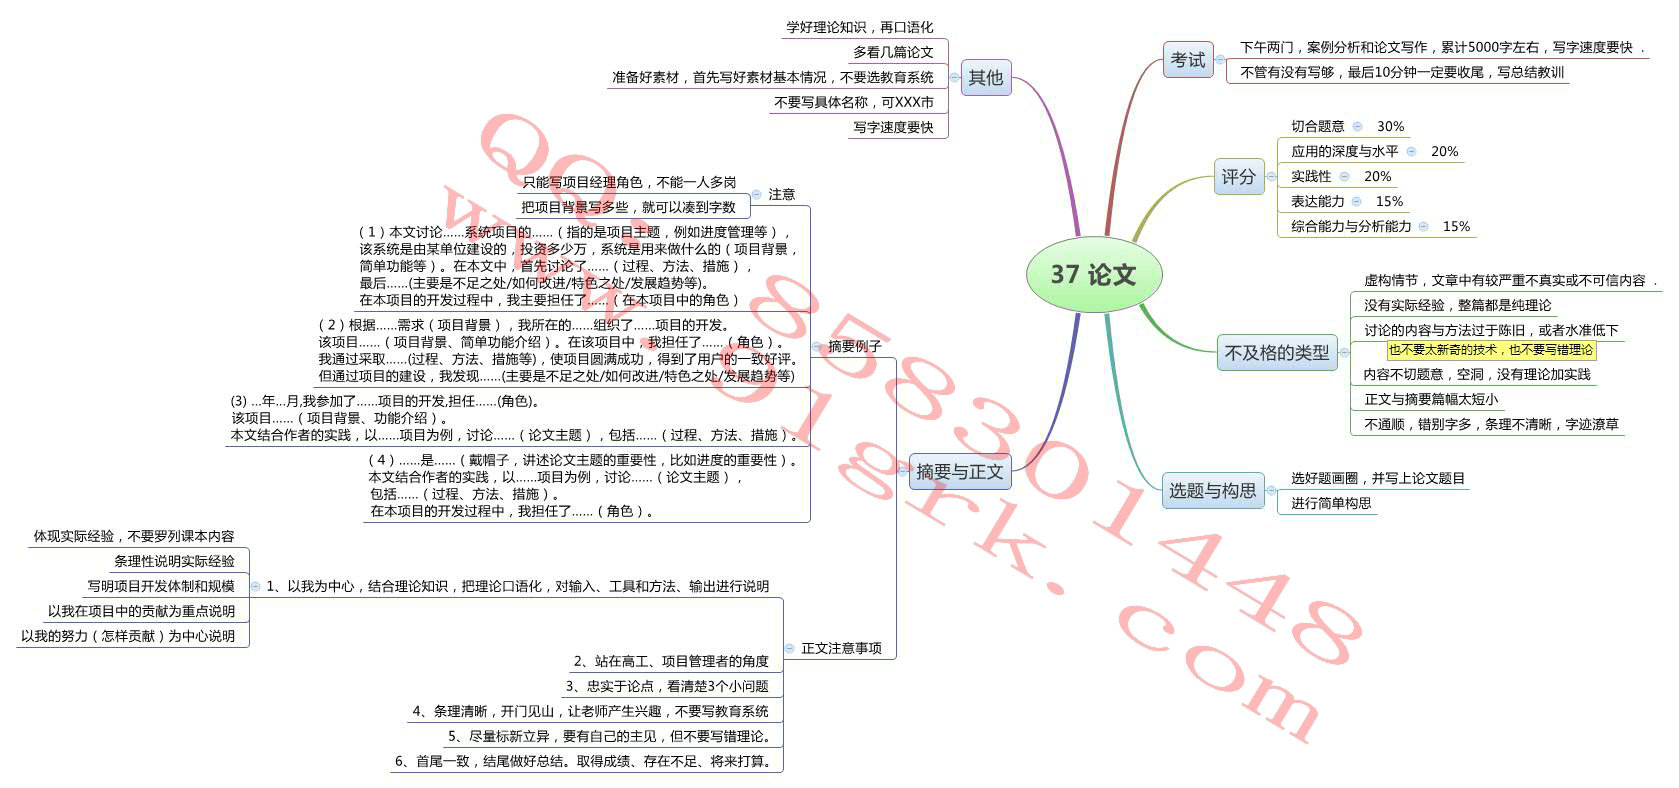 37 论文
考试
下午两门，案例分析和论文写作，累计5000字左右，写字速度要快 .
不管有没有写够，最后10分钟一定要收尾，写总结教训
评分
切合题意 30%
应用的深度与水平 20%
实践性 20%
表达能力 15%
综合能力与分析能力 15%
不及格的类型
虚构情节，文章中有较严重不真实或不可信内容 .
没有实际经验，整篇都是纯理论
讨论的内容与方法过于陈旧，或者水准低下
也不要太新奇的技术，也不要写错理论
内容不切题意，空洞，没有理论加实践
正文与摘要篇幅太短小
不通顺，错别字多，条理不清晰，字迹潦草
选题与构思
选好题画圈，并写上论文题目
进行简单构思
其他
学好理论知识，再口语化
多看几篇论文
准备好素材，首先写好素材基本情况，不要选教育系统
不要写具体名称，可XXX市
写字速度要快
摘要与正文
摘要例子
注意
只能写项目经理角色，不能一人多岗
把项目背景写多些，就可以凑到字数
（1）本文讨论......系统项目的......（指的是项目主题，例如进度管理等），
该系统是由某单位建设的，投资多少万，系统是用来做什么的（项目背景，
简单功能等）。在本文中，首先讨论了......（过程、方法、措施），
最后......(主要是不足之处/如何改进/特色之处/发展趋势等)。
在本项目的开发过程中，我主要担任了......（在本项目中的角色）
（2）根据......需求（项目背景），我所在的......组织了......项目的开发。
该项目......（项目背景、简单功能介绍）。在该项目中，我担任了......（角色）。
我通过采取......(过程、方法、措施等)，使项目圆满成功，得到了用户的一致好评。
但通过项目的建设，我发现......(主要是不足之处/如何改进/特色之处/发展趋势等)
(3) ...年...月,我参加了......项目的开发,担任......(角色)。
该项目......（项目背景、功能介绍）。
本文结合作者的实践，以......项目为例，讨论......（论文主题），包括......（过程、方法、措施）。
（4）......是......（戴帽子，讲述论文主题的重要性，比如进度的重要性）。
本文结合作者的实践，以......项目为例，讨论......（论文主题），
包括......（过程、方法、措施）。
在本项目的开发过程中，我担任了......（角色）。
正文注意事项
1、以我为中心，结合理论知识，把理论口语化，对输入、工具和方法、输出进行说明
体现实际经验，不要罗列课本内容
条理性说明实际经验
写明项目开发体制和规模
以我在项目中的贡献为重点说明
以我的努力（怎样贡献）为中心说明
2、站在高工、项目管理者的角度
3、忠实于论点，看清楚3个小问题
4、条理清晰，开门见山，让老师产生兴趣，不要写教育系统
5、尽量标新立异，要有自己的主见，但不要写错理论。
6、首尾一致，结尾做好总结。取得成绩、存在不足、将来打算。
QQ：858301448
www.91grk.com